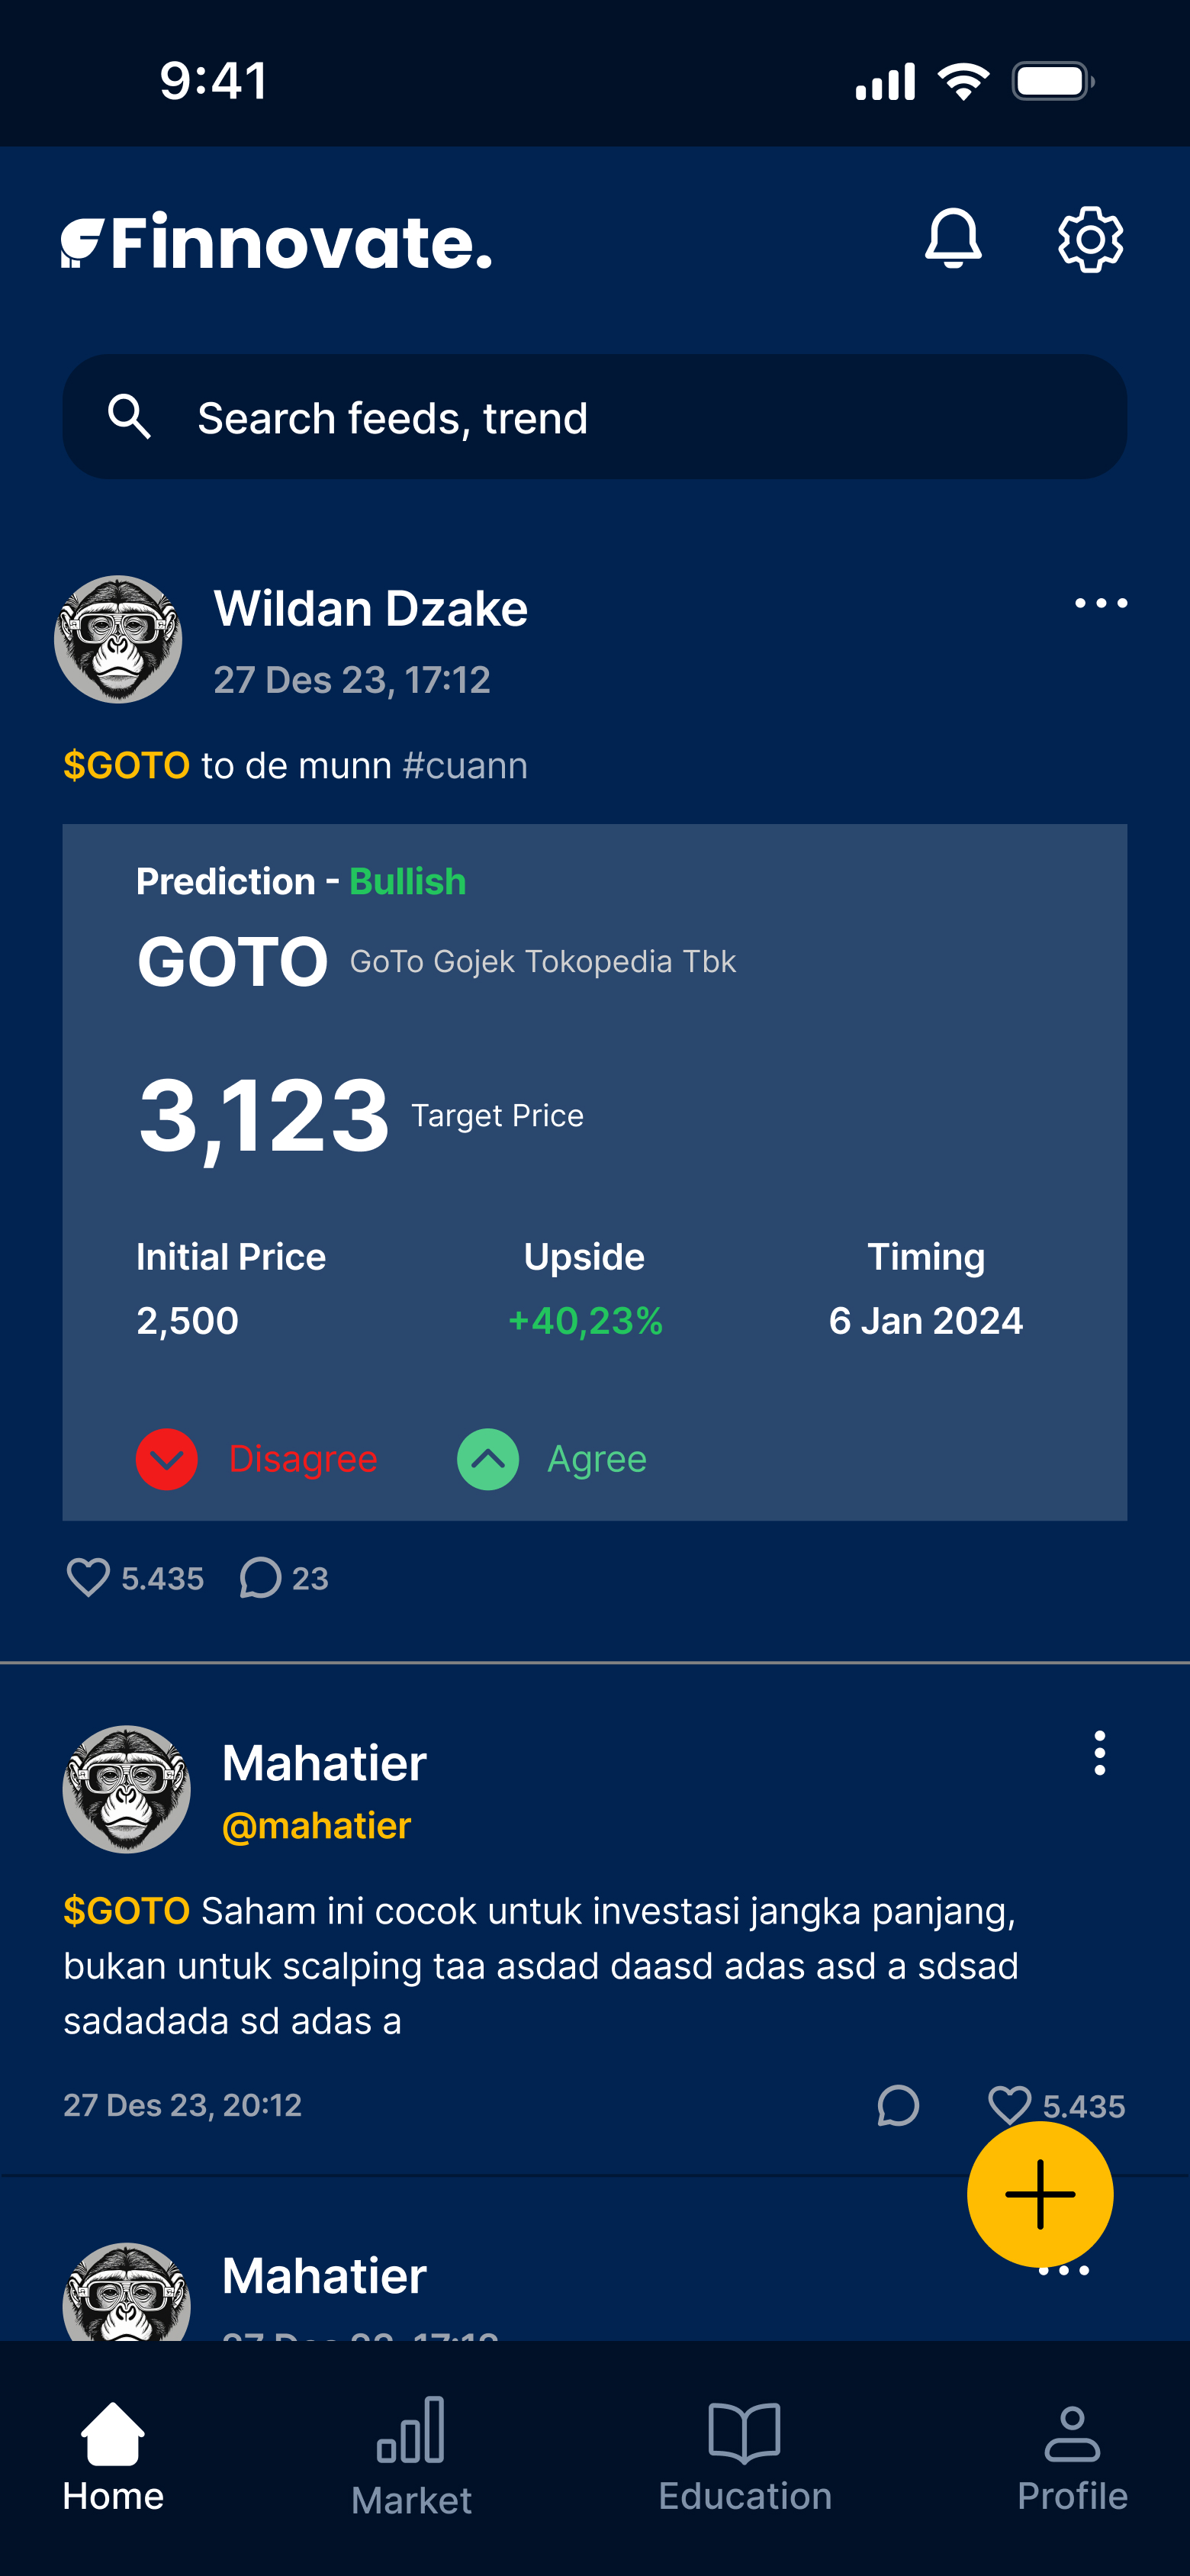 9:41
Finnovate.
Search feeds, trend
Wildan Dzake
27 Des 23, 17:12
$GOTO to de munn #cuann
Prediction - Bullish
GOTO GoTo Gojek Tokopedia Tbk
3,123 Target Price
Initial Price Upside Timing
2,500 +40,23% 6 Jan 2024
Disagree Agree
5.435 23
Mahatier
@mahatier
$GOTO Saham ini cocok untuk investasi jangka panjang,
bukan untuk scalping taa asdad daasd adas asd a sdsad
sadadada sd adas a
27 Des 23, 20:12 5.435
Mahatier
Home Market Education Profile